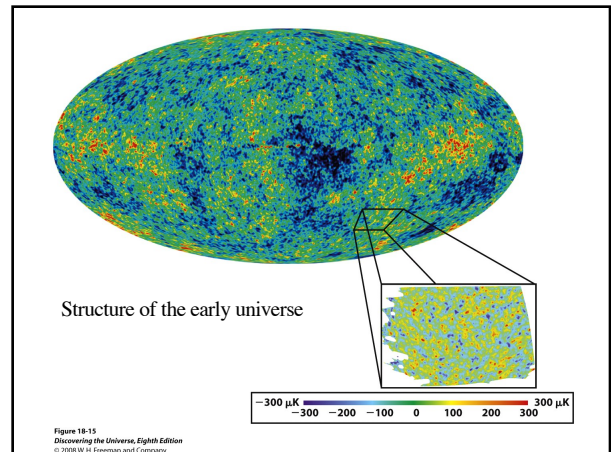 Structure of the early universe
−300 μK 300 μK
−300 −200 −100 0 100 200 300
Figure 18-15
Discovering the Universe, Eighth Edition
© 2008 W. H. Freeman and Company